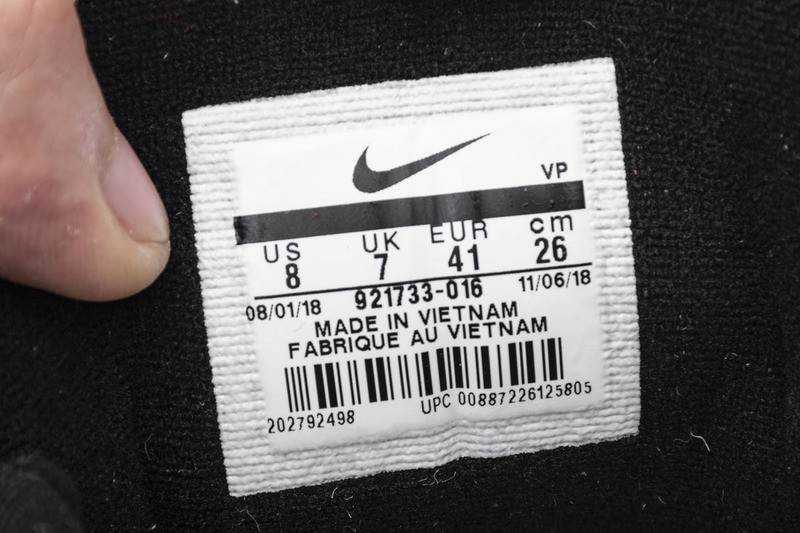 VP
US UK EUR cm
8 7 41 26
08/01/18 921733-016 11/06/18
MADE IN VIETNAM
FABRIQUE AU VIETNAM
202792498 UPC 00887226125805